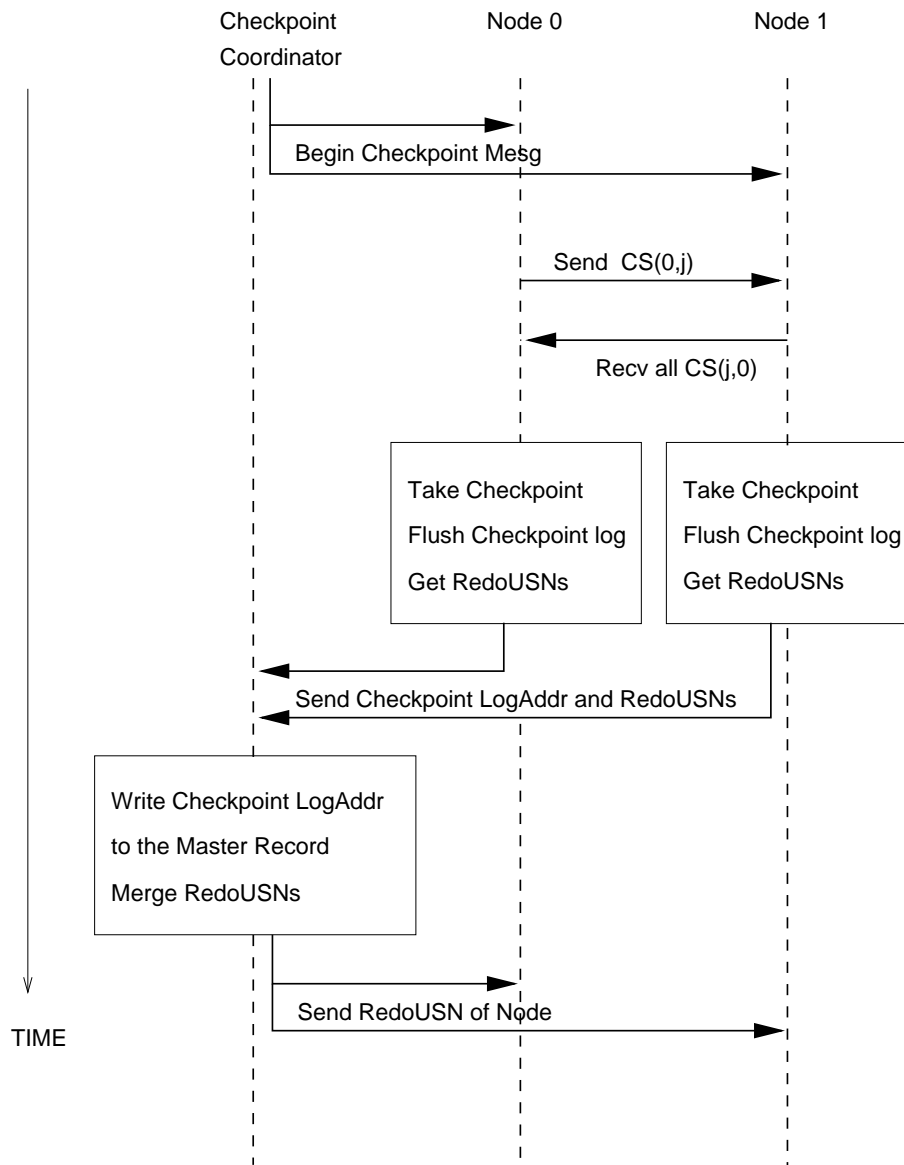 Checkpoint
Coordinator
Node 0
Node 1
Begin Checkpoint Mesg
Send CS(0,j)
Recv all CS(j,0)
Take Checkpoint
Flush Checkpoint log
Get RedoUSNs
Take Checkpoint
Flush Checkpoint log
Get RedoUSNs
Send Checkpoint LogAddr and RedoUSNs
Write Checkpoint LogAddr
to the Master Record
Merge RedoUSNs
Send RedoUSN of Node
TIME